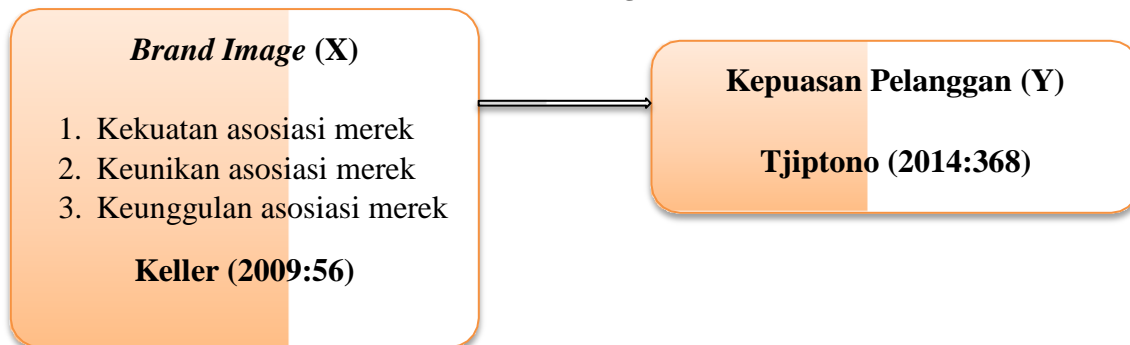 Brand Image (X)
1. Kekuatan asosiasi merek
2. Keunikan asosiasi merek
3. Keunggulan asosiasi merek
Keller (2009:56)
Kepuasan Pelanggan (Y)
Tjiptono (2014:368)